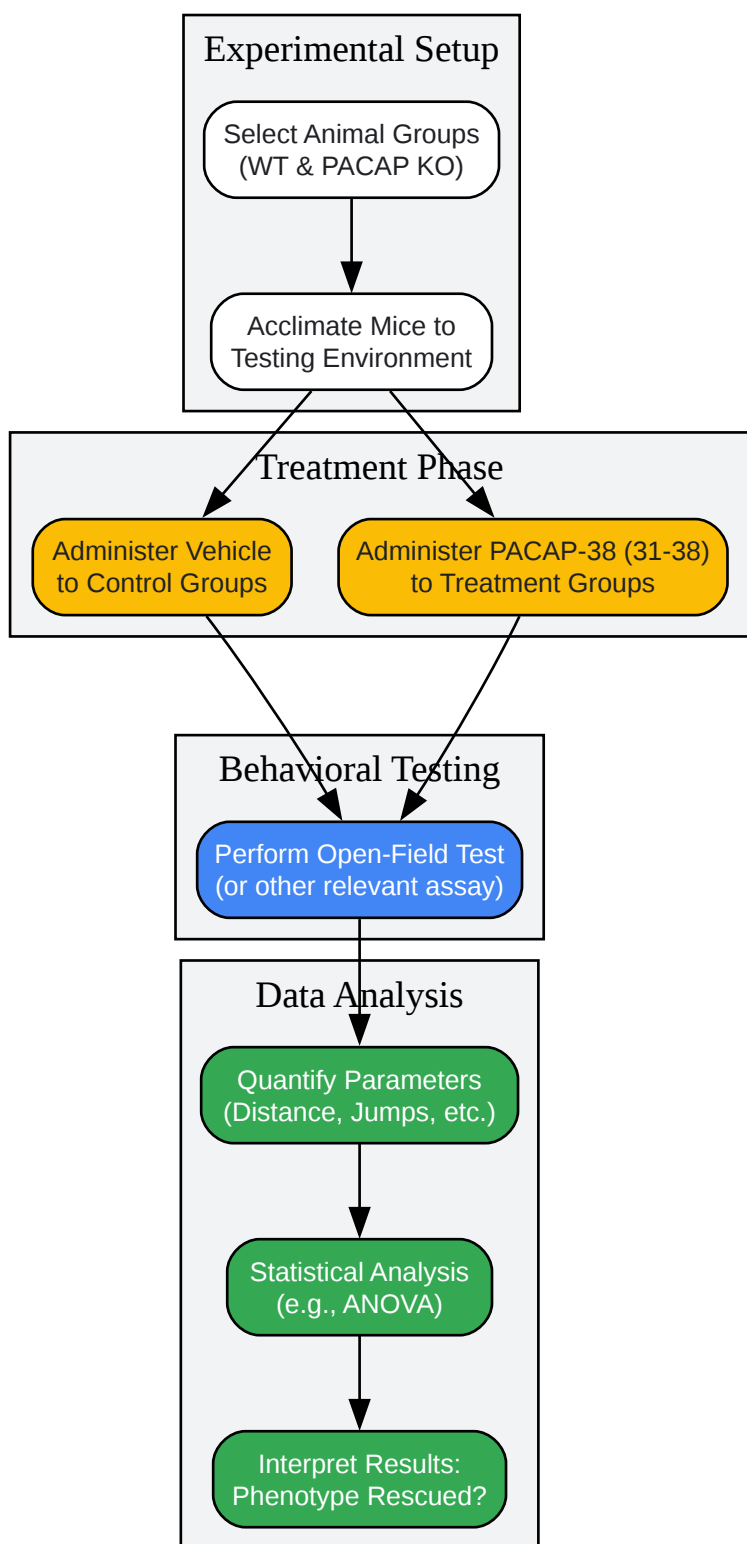 Experimental Setup
Select Animal Groups
(WT & PACAP KO)
Acclimate Mice to
Testing Environment
Treatment Phase
Administer Vehicle
to Control Groups
Administer PACAP-38 (31-38)
to Treatment Groups
Behavioral Testing
Perform Open-Field Test
(or other relevant assay)
Data Analysis
Quantify Parameters
(Distance, Jumps, etc.)
Statistical Analysis
(e.g., ANOVA)
Interpret Results:
Phenotype Rescued?